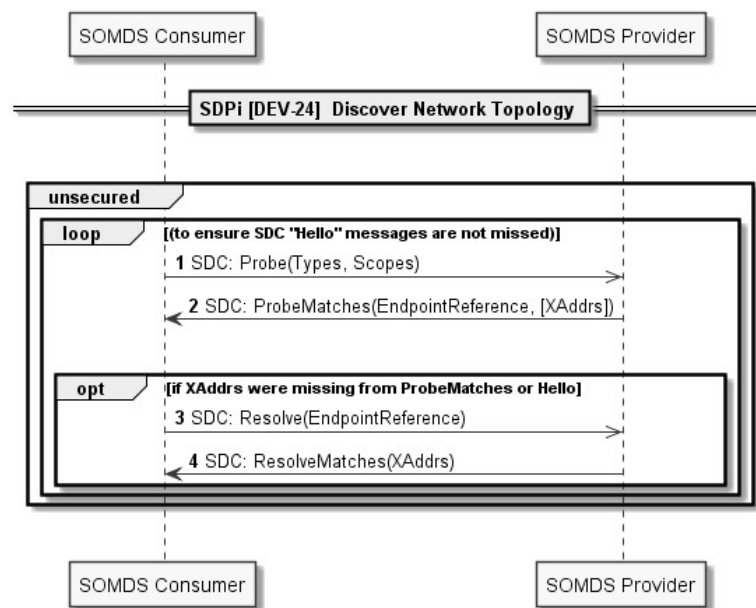 SOMDS Consumer
SOMDS Provider
SDPi [DEV-24]  Discover Network Topology
unsecured
loop
[(to ensure SDC "Hello" messages are not missed)]
1 SDC: Probe(Types, Scopes)
2 SDC: ProbeMatches(EndpointReference, [XAddrs])
opt
[if XAddrs were missing from ProbeMatches or Hello]
3 SDC: Resolve(EndpointReference)
4 SDC: ResolveMatches(XAddrs)
SOMDS Consumer
SOMDS Provider